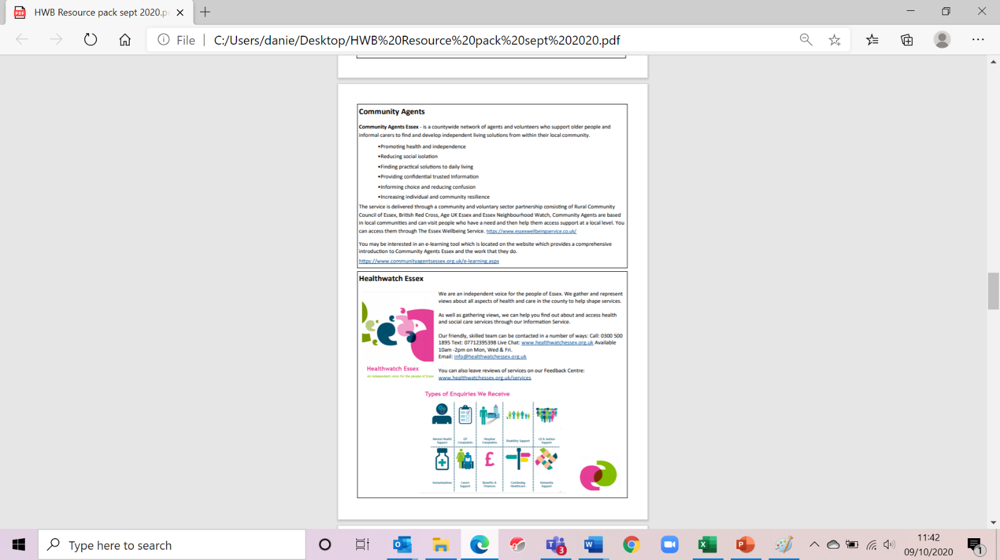 HWB Resource pack sept 2020.p
File
C:/Users/danie/Desktop/HWB%20Resource%20pack%20sept%202020.pdf
Community Agents
Community Agents Essex - is a countywide network of agents and volunteers who support older people and
informal carers to find and develop independent living solutions from within their local community.
•Promoting health and independence
•Reducing social isolation
•Finding practical solutions to daily living
•Providing confidential trusted Information
•Informing choice and reducing confusion
•Increasing individual and community resilience
The service is delivered through a community and voluntary sector partnership consisting of Rural Community
Council of Essex, British Red Cross, Age UK Essex and Essex Neighbourhood Watch, Community Agents are based
in local communities and can visit people who have a need and then help them access support at a local level. You
can access them through The Essex Wellbeing Service. https://www.essexwellbeingservice.co.uk/
You may be interested in an e-learning tool which is located on the website which provides a comprehensive
introduction to Community Agents Essex and the work that they do.
https://www.communityagentsessex.org.uk/e-learning.aspx
Healthwatch Essex
We are an independent voice for the people of Essex. We gather and represent
views about all aspects of health and care in the county to help shape services.
As well as gathering views, we can help you find out about and access health
and social care services through our Information Service.
Our friendly, skilled team can be contacted in a number of ways: Call: 0300 500
1895 Text: 07712395398 Live Chat: www.healthwatchessex.org.uk Available
10am -2pm on Mon, Wed & Fri.
Email: info@healthwatchessex.org.uk
You can also leave reviews of services on our Feedback Centre:
www.healthwatchessex.org.uk/services
Healthwatch Essex
An independent voice for the people of Essex
Types of Enquiries We Receive
Mental Health Support
GP Complaints
Hospital Complaints
Disability Support
LD & Autism Support
Immunisations
Carers Support
Benefits & Finances
Continuing Healthcare
Dementia Support
Type here to search
3
11:42
09/10/2020
1